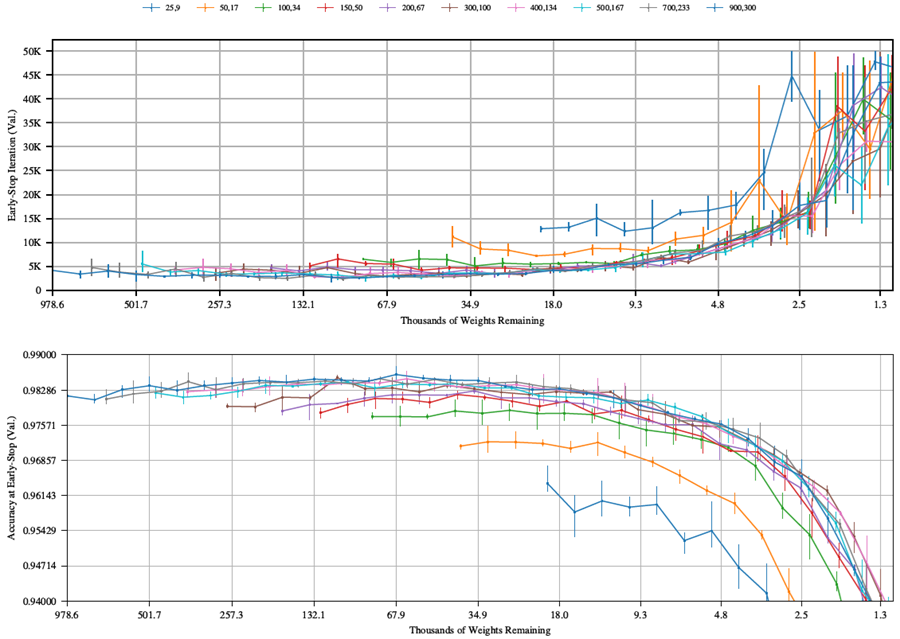 25,9 50,17 100,34 150,50 200,67 300,100 400,134 500,167 700,233 900,300
50K
45K
40K
35K
30K
25K
20K
15K
10K
5K
0
Early-Stop Iteration (Val.)
978.6 501.7 257.3 132.1 67.9 34.9 18.0 9.3 4.8 2.5 1.3
Thousands of Weights Remaining
0.99000
0.98286
0.97571
0.96857
0.96143
0.95429
0.94714
0.94000
Accuracy at Early-Stop (Val.)
978.6 501.7 257.3 132.1 67.9 34.9 18.0 9.3 4.8 2.5 1.3
Thousands of Weights Remaining